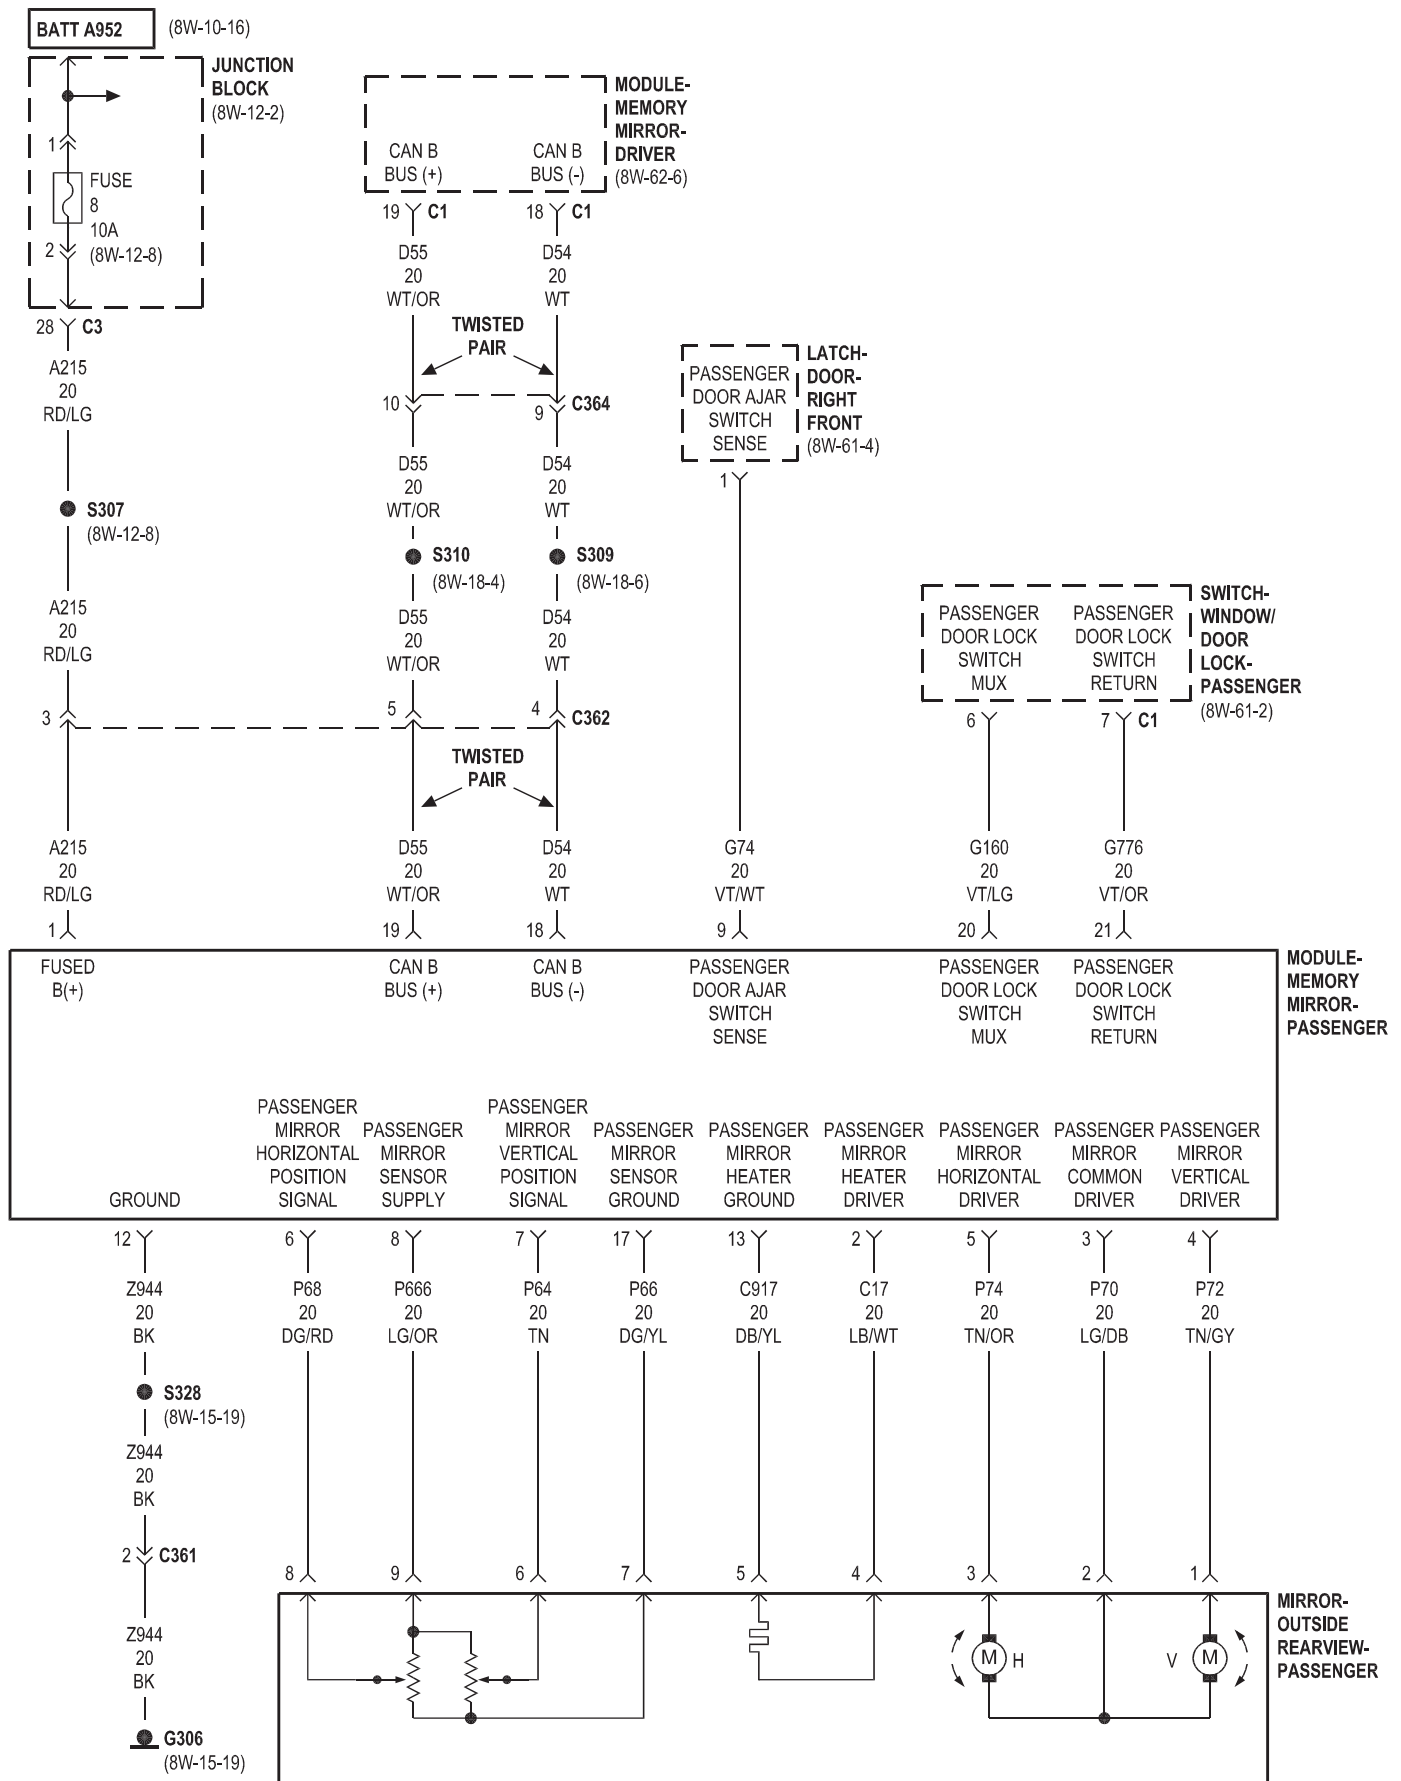 BATT A952
(8W-10-16)
JUNCTION
BLOCK
(8W-12-2)
1
FUSE
8
10A
(8W-12-8)
2
28
C3
A215
20
RD/LG
S307
(8W-12-8)
A215
20
RD/LG
3
A215
20
RD/LG
1
MODULE-
MEMORY
MIRROR-
DRIVER
(8W-62-6)
CAN B
BUS (+)
CAN B
BUS (-)
19
C1
18
C1
D55
20
WT/OR
D54
20
WT
TWISTED
PAIR
10
9
C364
D55
20
WT/OR
D54
20
WT
S310
(8W-18-4)
S309
(8W-18-6)
D55
20
WT/OR
D54
20
WT
5
4
C362
TWISTED
PAIR
D55
20
WT/OR
D54
20
WT
19
18
LATCH-
DOOR-
RIGHT
FRONT
(8W-61-4)
PASSENGER
DOOR AJAR
SWITCH
SENSE
1
G74
20
VT/WT
9
SWITCH-
WINDOW/
DOOR
LOCK-
PASSENGER
(8W-61-2)
PASSENGER
DOOR LOCK
SWITCH
MUX
PASSENGER
DOOR LOCK
SWITCH
RETURN
6
7
C1
G160
20
VT/LG
G776
20
VT/OR
20
21
MODULE-
MEMORY
MIRROR-
PASSENGER
FUSED
B(+)
CAN B
BUS (+)
CAN B
BUS (-)
PASSENGER
DOOR AJAR
SWITCH
SENSE
PASSENGER
DOOR LOCK
SWITCH
MUX
PASSENGER
DOOR LOCK
SWITCH
RETURN
GROUND
PASSENGER
MIRROR
HORIZONTAL
POSITION
SIGNAL
PASSENGER
MIRROR
SENSOR
SUPPLY
PASSENGER
MIRROR
VERTICAL
POSITION
SIGNAL
PASSENGER
MIRROR
SENSOR
GROUND
PASSENGER
MIRROR
HEATER
GROUND
PASSENGER
MIRROR
HEATER
DRIVER
PASSENGER
MIRROR
HORIZONTAL
DRIVER
PASSENGER
MIRROR
COMMON
DRIVER
PASSENGER
MIRROR
VERTICAL
DRIVER
12
6
8
7
17
13
2
5
3
4
Z944
20
BK
P68
20
DG/RD
P666
20
LG/OR
P64
20
TN
P66
20
DG/YL
C917
20
DB/YL
C17
20
LB/WT
P74
20
TN/OR
P70
20
LG/DB
P72
20
TN/GY
S328
(8W-15-19)
Z944
20
BK
2
C361
Z944
20
BK
G306
(8W-15-19)
8
9
6
7
5
4
3
2
1
MIRROR-
OUTSIDE
REARVIEW-
PASSENGER
M
H
V
M